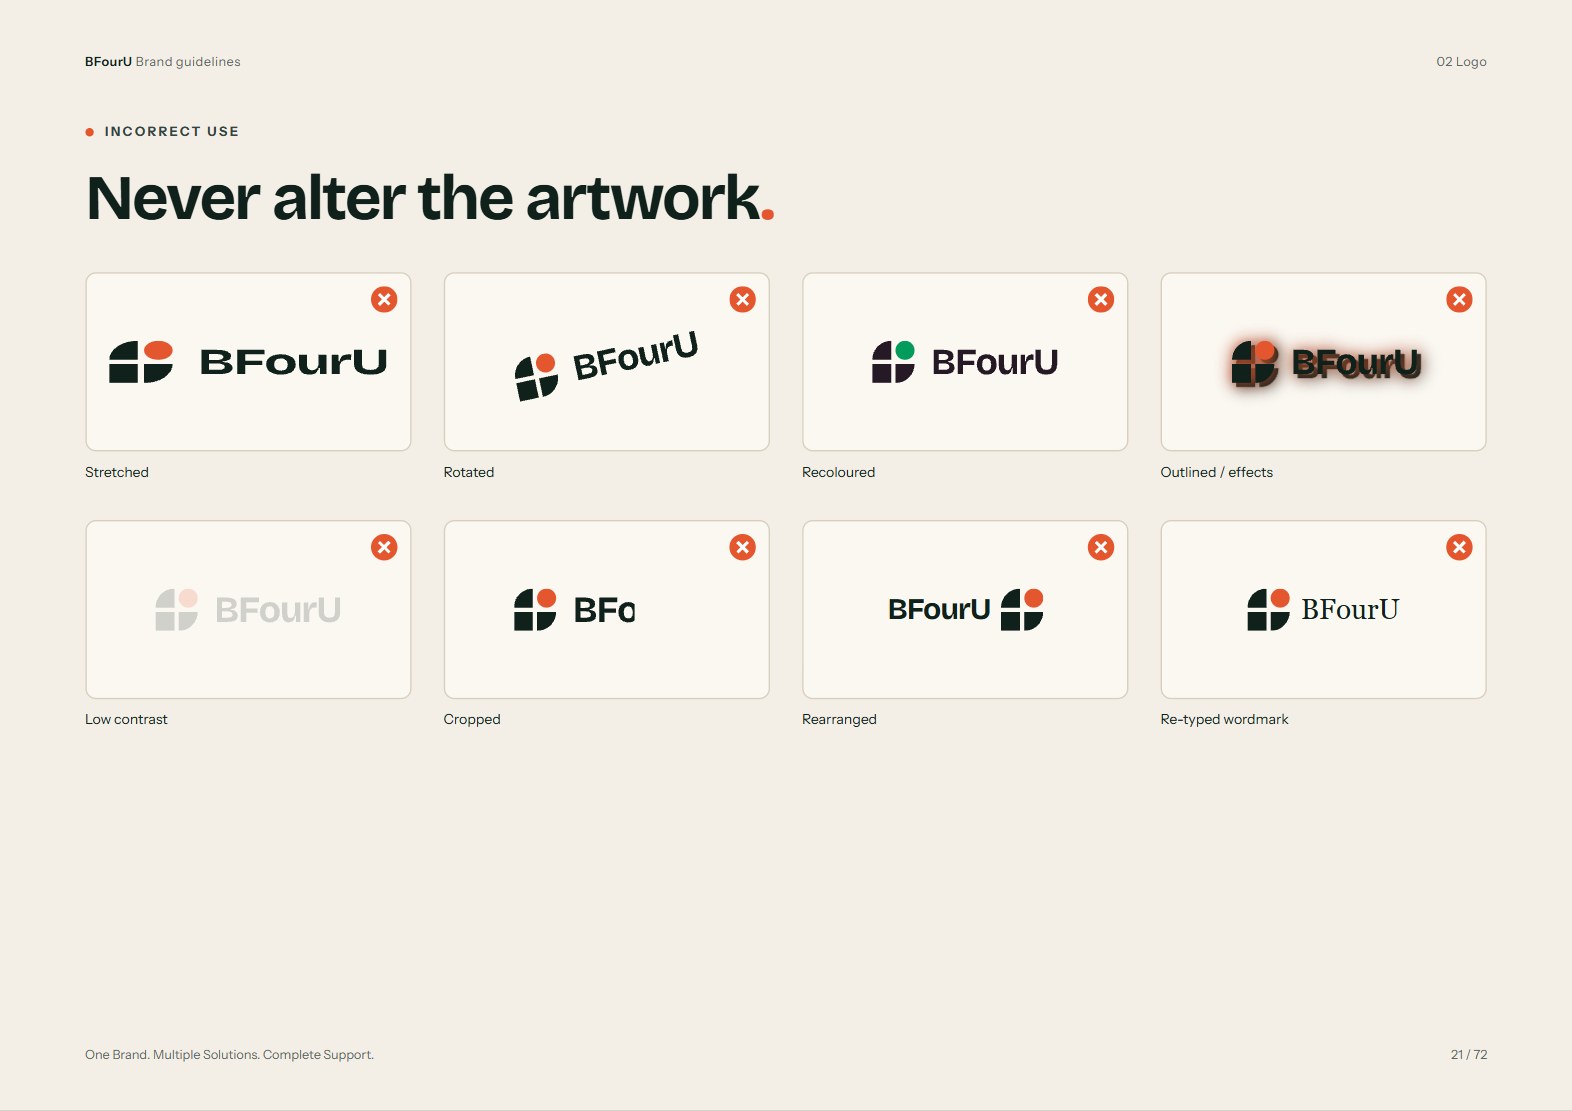 BFourU Brand guidelines
02 Logo
INCORRECT USE
Never alter the artwork.
BFourU
BFourU
BFourU
BFourU
Stretched
Rotated
Recoloured
Outlined / effects
BFourU
BFo
BFourU
BFourU
Low contrast
Cropped
Rearranged
Re-typed wordmark
One Brand. Multiple Solutions. Complete Support.
21 / 72